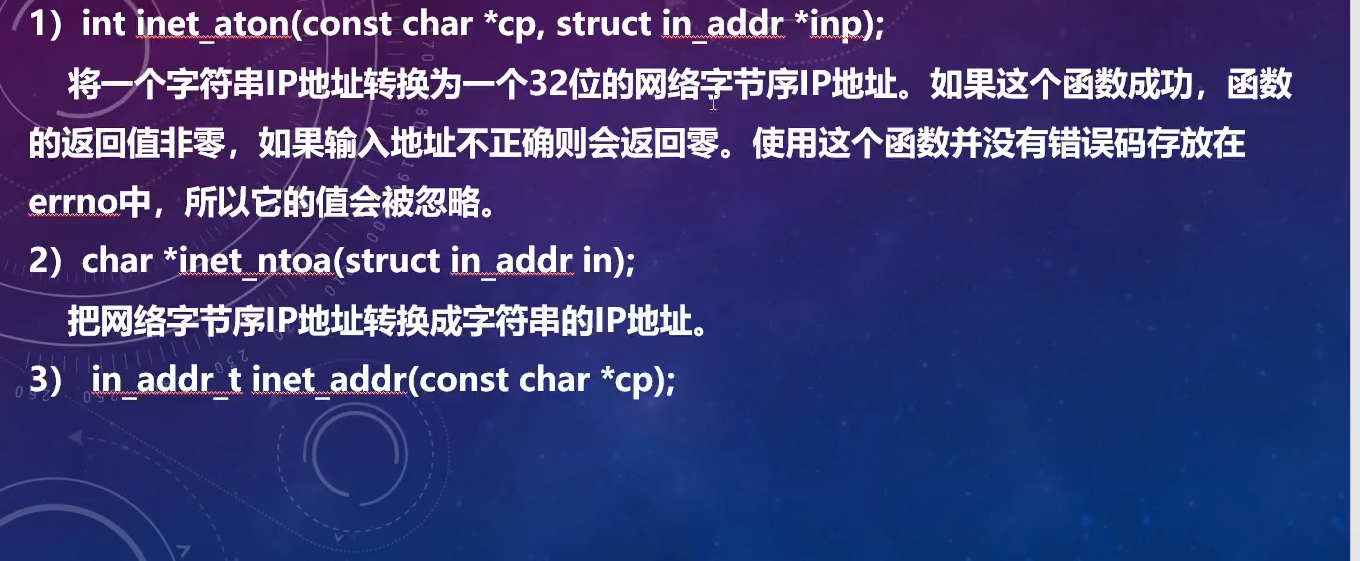 1）int inet_aton(const char *cp, struct in_addr *inp);
将一个字符串IP地址转换为一个32位的网络字节序IP地址。如果这个函数成功，函数
的返回值非零，如果输入地址不正确则会返回零。使用这个函数并没有错误码存放在
errno中，所以它的值会被忽略。
2）char *inet_ntoa(struct in_addr in);
把网络字节序IP地址转换成字符串的IP地址。
3） in_addr_t inet_addr(const char *cp);